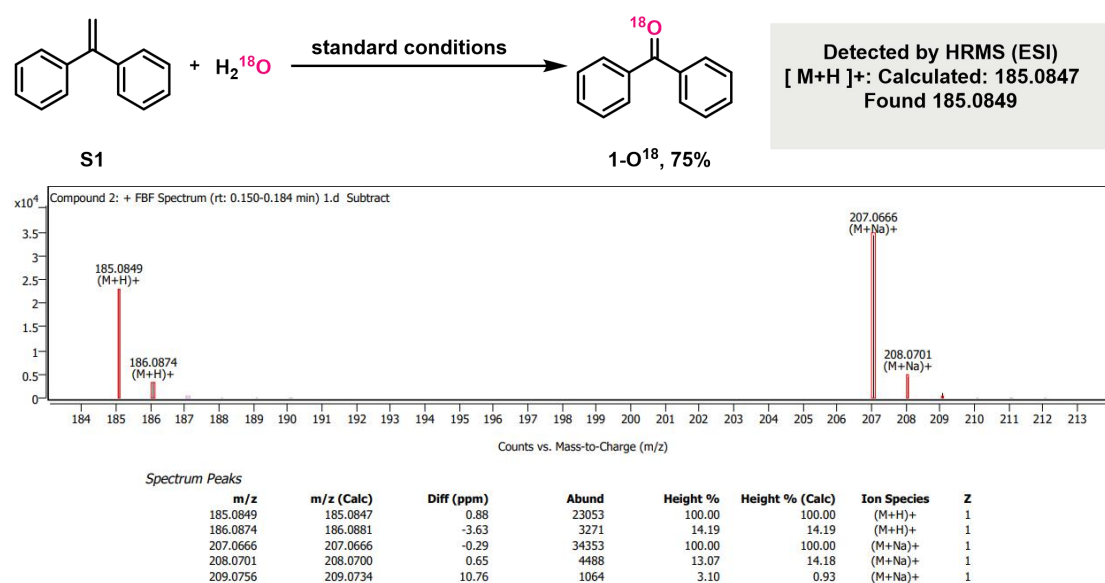 18O
18O
standard conditions
+ H2
Detected by HRMS (ESI)
[ M+H ]+: Calculated: 185.0847
Found 185.0849
S1
1-O18, 75%
Compound 2: + FBF Spectrum (rt: 0.150-0.184 min) 1.d Subtract
x10^4
207.0666
(M+Na)+
3.5
185.0849
(M+H)+
3
2.5
2
1.5
208.0701
(M+Na)+
1
186.0874
(M+H)+
0.5
0
184 185 186 187 188 189 190 191 192 193 194 195 196 197 198 199 200 201 202 203 204 205 206 207 208 209 210 211 212 213
Counts vs. Mass-to-Charge (m/z)
Spectrum Peaks
m/z m/z (Calc) Diff (ppm) Abund Height % Height % (Calc) Ion Species Z
185.0849 185.0847 0.88 23053 100.00 100.00 (M+H)+ 1
186.0874 186.0881 -3.63 3271 14.19 14.19 (M+H)+ 1
207.0666 207.0666 -0.29 34353 100.00 100.00 (M+Na)+ 1
208.0701 208.0700 0.65 4488 13.07 14.18 (M+Na)+ 1
209.0756 209.0734 10.76 1064 3.10 0.93 (M+Na)+ 1